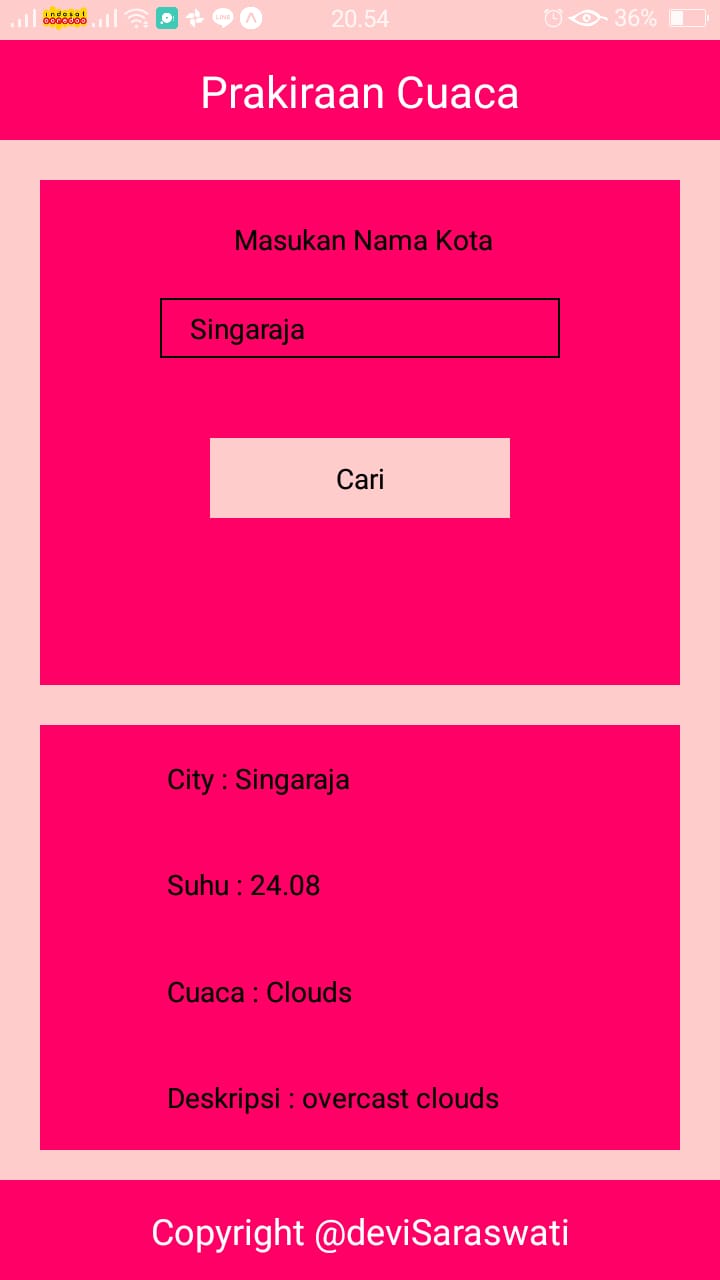 indosat
ooredoo
LINE
20.54
36%
Prakiraan Cuaca
Masukan Nama Kota
Singaraja
Cari
City : Singaraja
Suhu : 24.08
Cuaca : Clouds
Deskripsi : overcast clouds
Copyright @deviSaraswati